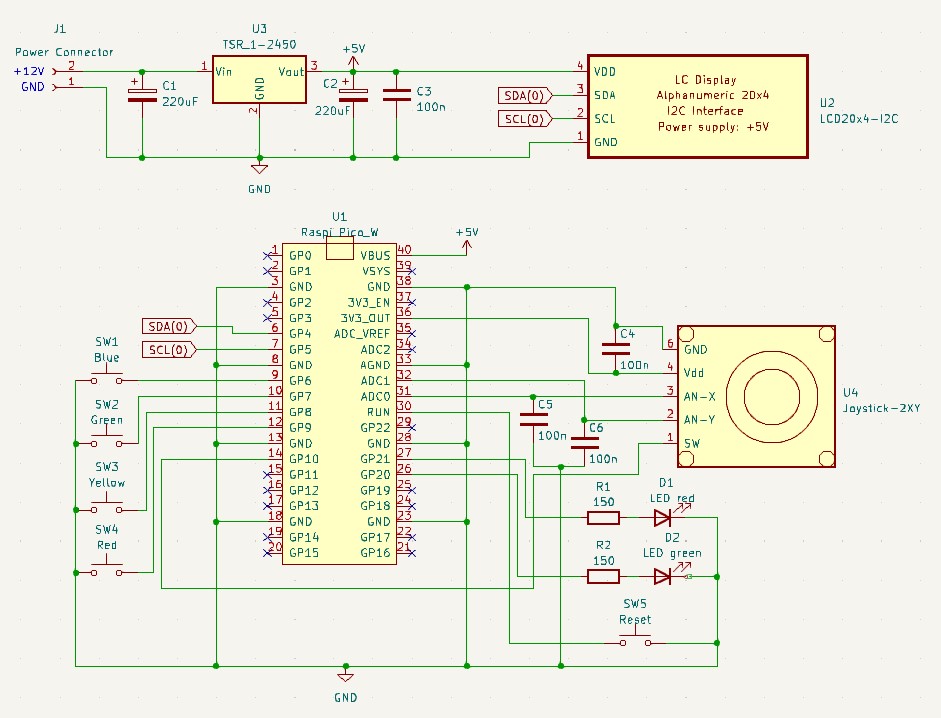 J1
Power Connector
+12V 2
GND 1
U3
TSR_1-2450
1 Vin Vout 3
GND
2
+5V
C1
220uF
C2
220uF
C3
100n
GND
SDA(0)
SCL(0)
4 VDD
3 SDA
2 SCL
1 GND
LC Display
Alphanumeric 20x4
I2C Interface
Power supply: +5V
U2
LCD20x4-I2C
U1
Raspi Pico_W
+5V
1 GP0 VBUS 40
2 GP1 VSYS 39
3 GND GND 38
4 GP2 3V3_EN 37
5 GP3 3V3_OUT 36
6 GP4 ADC_VREF 35
7 GP5 ADC2 34
8 GND AGND 33
9 GP6 ADC1 32
10 GP7 ADC0 31
11 GP8 RUN 30
12 GP9 GP22 29
13 GND GND 28
14 GP10 GP21 27
15 GP11 GP20 26
16 GP12 GP19 25
17 GP13 GP18 24
18 GND GND 23
19 GP14 GP17 22
20 GP15 GP16 21
SDA(0)
SCL(0)
SW1
Blue
SW2
Green
SW3
Yellow
SW4
Red
C4
100n
C5
100n
C6
100n
6 GND
4 Vdd
3 AN-X
2 AN-Y
1 SW
U4
Joystick-2XY
R1
150
D1
LED red
R2
150
D2
LED green
SW5
Reset
GND